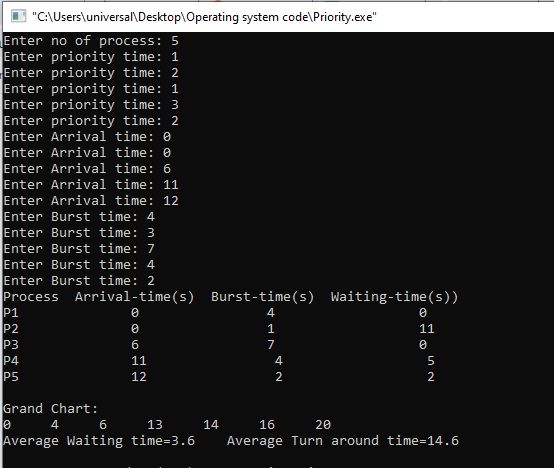 "C:\Users\universal\Desktop\Operating system code\Priority.exe"
Enter no of process: 5
Enter priority time: 1
Enter priority time: 2
Enter priority time: 1
Enter priority time: 3
Enter priority time: 2
Enter Arrival time: 0
Enter Arrival time: 0
Enter Arrival time: 6
Enter Arrival time: 11
Enter Arrival time: 12
Enter Burst time: 4
Enter Burst time: 3
Enter Burst time: 7
Enter Burst time: 4
Enter Burst time: 2
Process  Arrival-time(s)  Burst-time(s)  Waiting-time(s))
P1 0 4 0
P2 0 1 11
P3 6 7 0
P4 11 4 5
P5 12 2 2
Grand Chart:
0 4 6 13 14 16 20
Average Waiting time=3.6    Average Turn around time=14.6